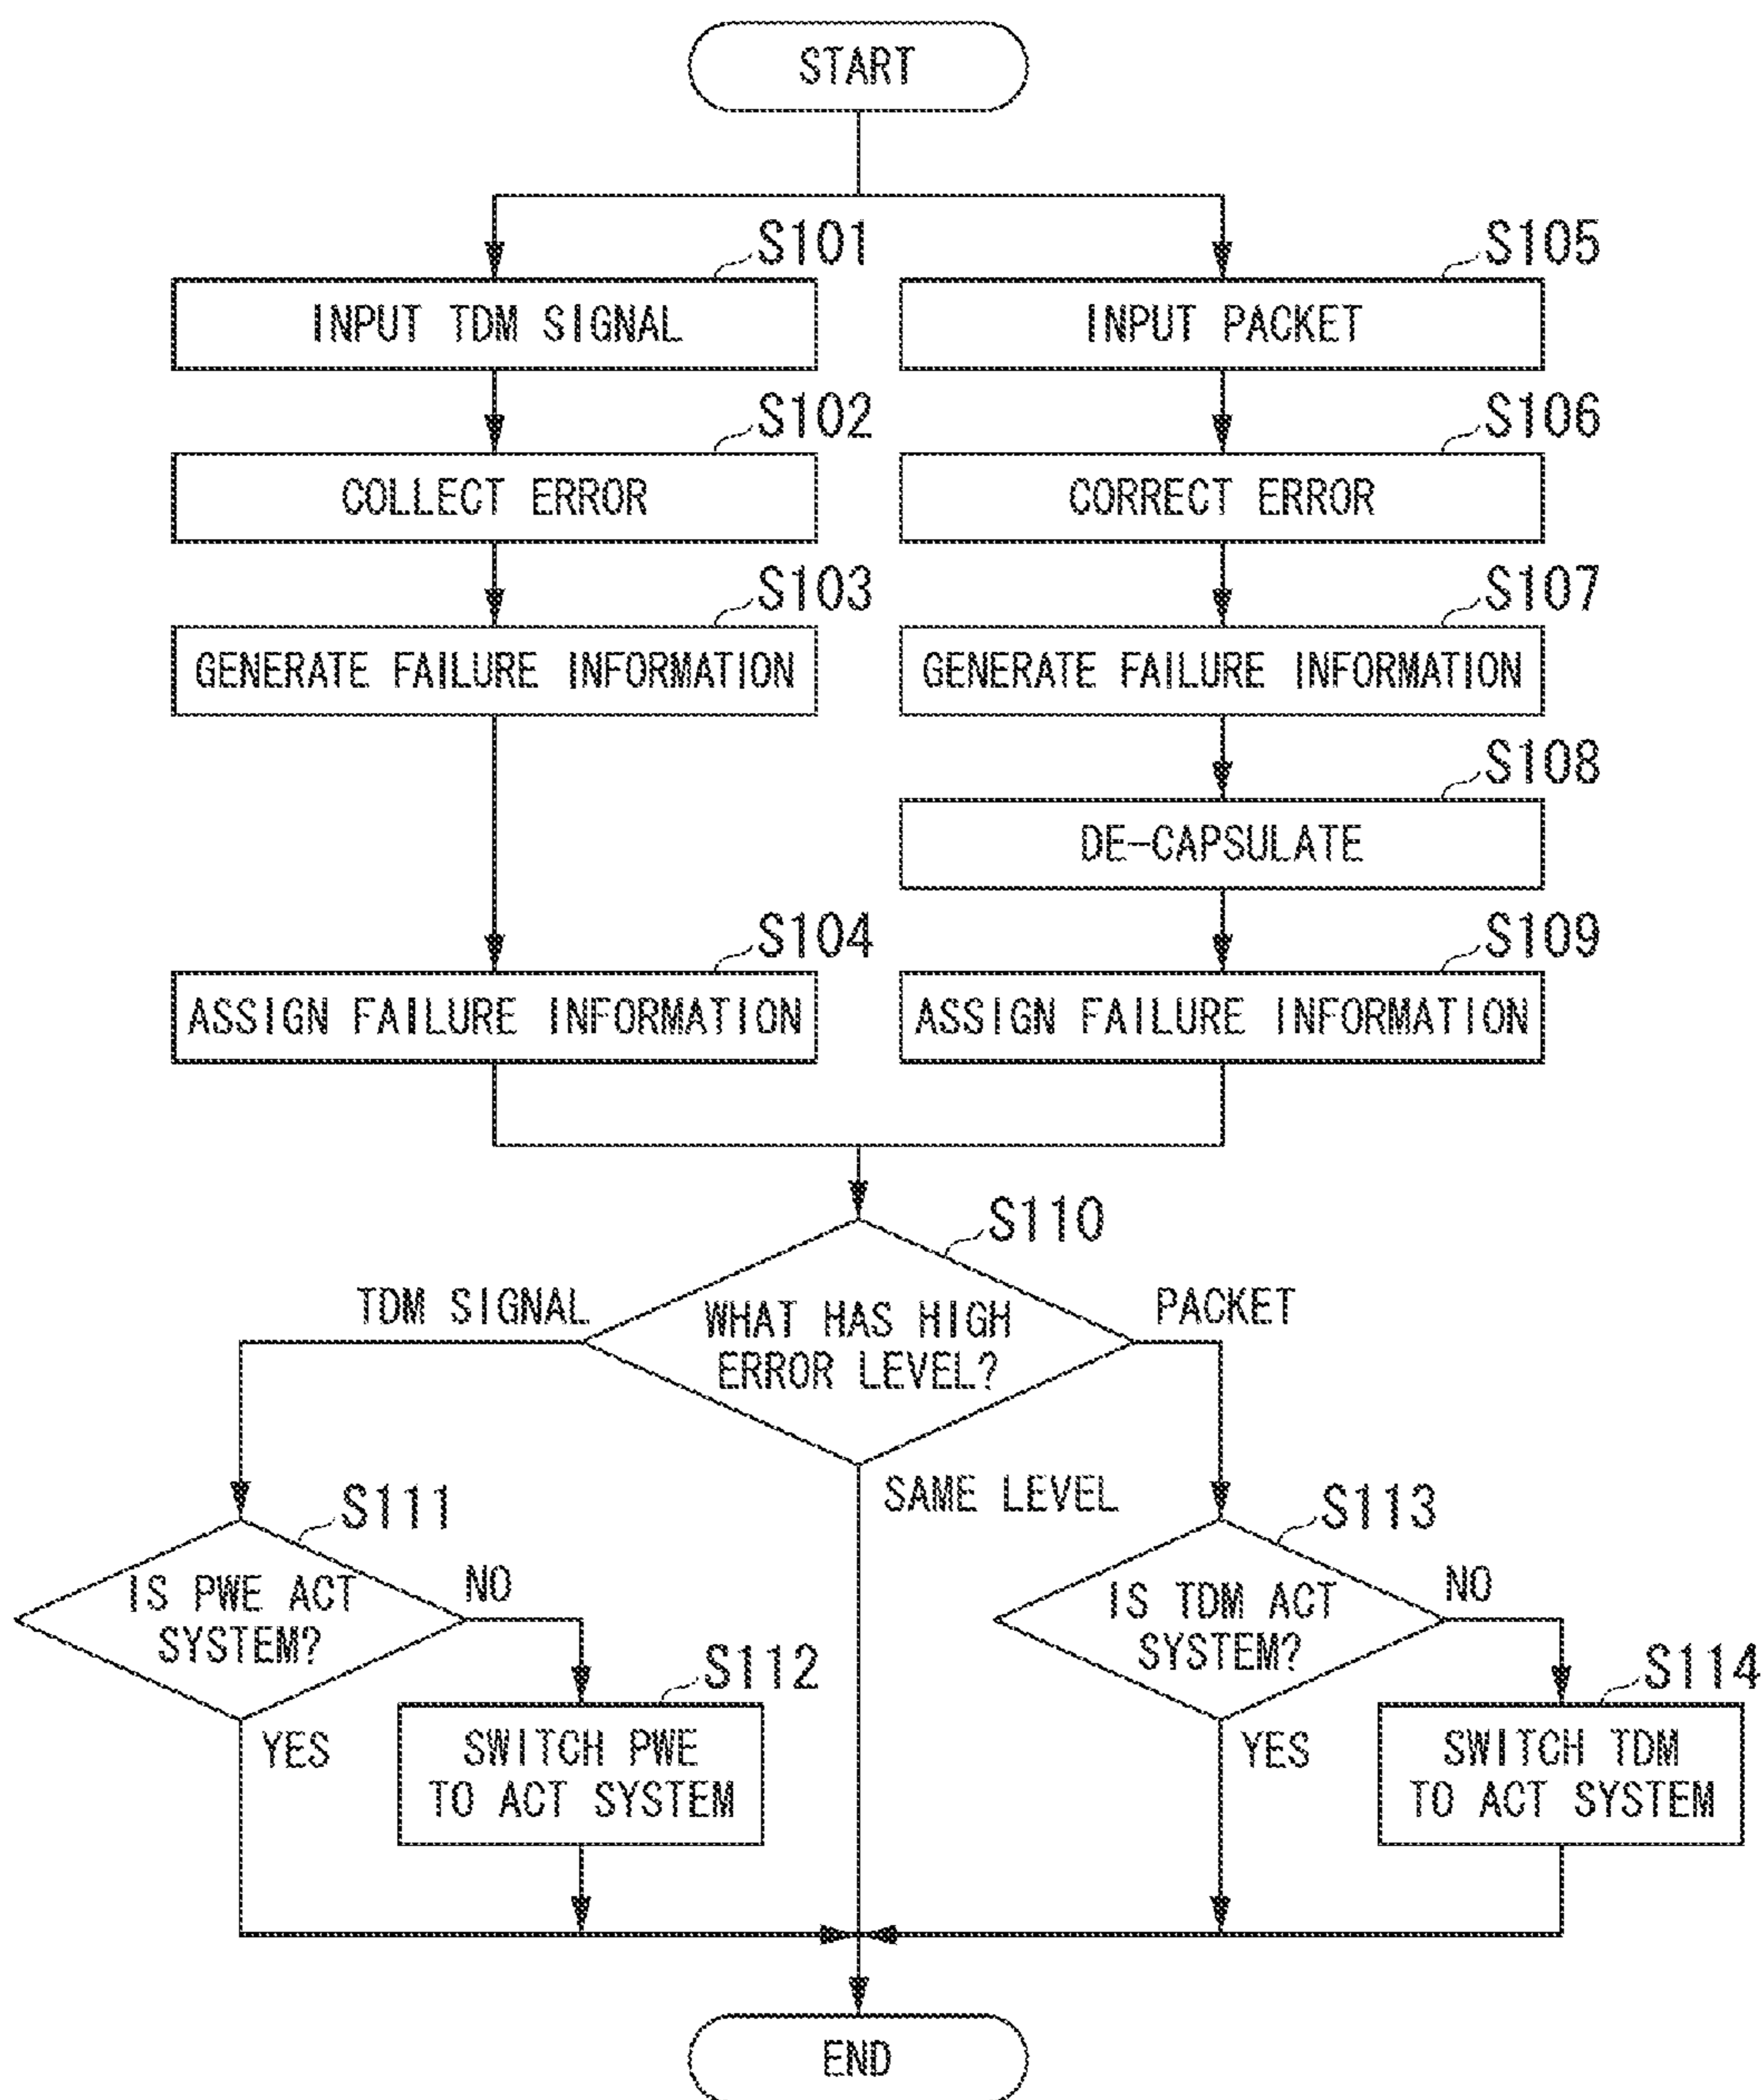 START
S101
INPUT TDM SIGNAL
S105
INPUT PACKET
S102
COLLECT ERROR
S106
CORRECT ERROR
S103
GENERATE FAILURE INFORMATION
S107
GENERATE FAILURE INFORMATION
S108
DE-CAPSULATE
S104
ASSIGN FAILURE INFORMATION
S109
ASSIGN FAILURE INFORMATION
S110
WHAT HAS HIGH
ERROR LEVEL?
TDM SIGNAL
PACKET
SAME LEVEL
S111
IS PWE ACT
SYSTEM?
NO
YES
S112
SWITCH PWE
TO ACT SYSTEM
S113
IS TDM ACT
SYSTEM?
NO
YES
S114
SWITCH TDM
TO ACT SYSTEM
END